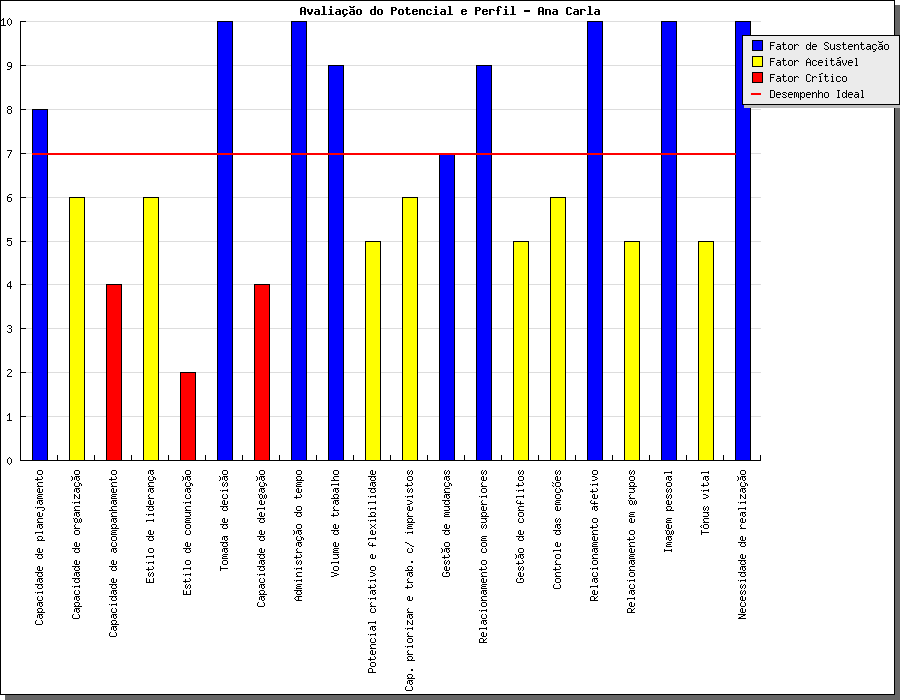 Avaliação do Potencial e Perfil - Ana Carla
Fator de Sustentação
Fator Aceitável
Fator Crítico
Desempenho Ideal
10
9
8
7
6
5
4
3
2
1
0
Capacidade de planejamento
Capacidade de organização
Capacidade de acompanhamento
Estilo de liderança
Estilo de comunicação
Tomada de decisão
Capacidade de delegação
Administração do tempo
Volume de trabalho
Potencial criativo e flexibilidade
Cap. priorizar e trab. c/ imprevistos
Gestão de mudanças
Relacionamento com superiores
Gestão de conflitos
Controle das emoções
Relacionamento afetivo
Relacionamento em grupos
Imagem pessoal
Tônus vital
Necessidade de realização